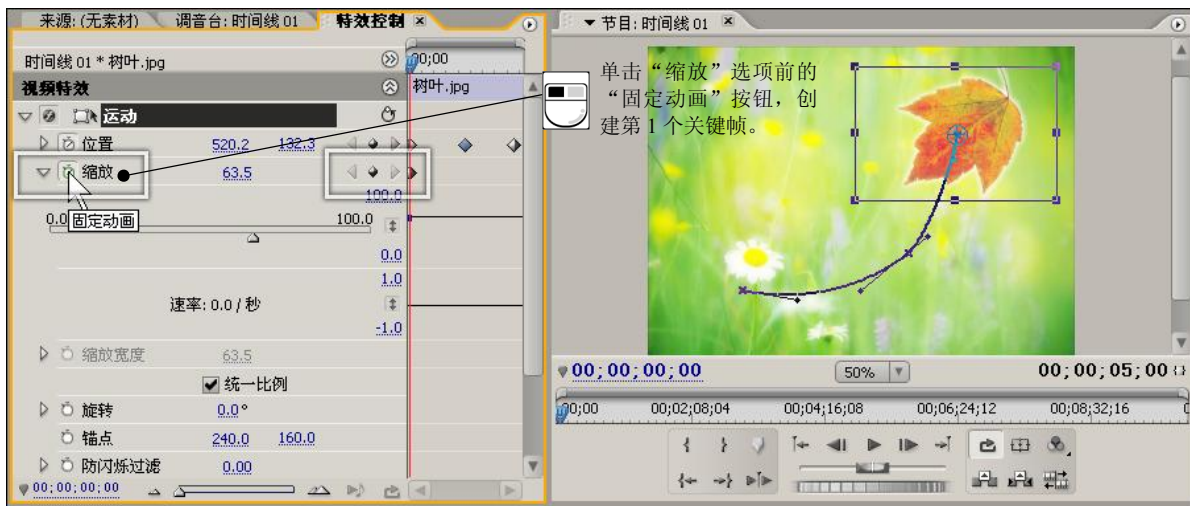 来源: (无素材) 调音台: 时间线 01 特效控制
时间线 01 * 树叶.jpg
00;00
视频特效
树叶.jpg
运动
位置 520.2 132.3
缩放 63.5
100.0
0.0 100.0
固定动画
0.0
1.0
速率: 0.0 / 秒
-1.0
缩放宽度 63.5
统一比例
旋转 0.0°
锚点 240.0 160.0
防闪烁过滤 0.00
00;00;00;00
节目: 时间线 01
单击“缩放”选项前的
“固定动画”按钮，创
建第 1 个关键帧。
00;00;00;00 50% 00;00;05;00
00;00 00;02;08;04 00;04;16;08 00;06;24;12 00;08;32;16